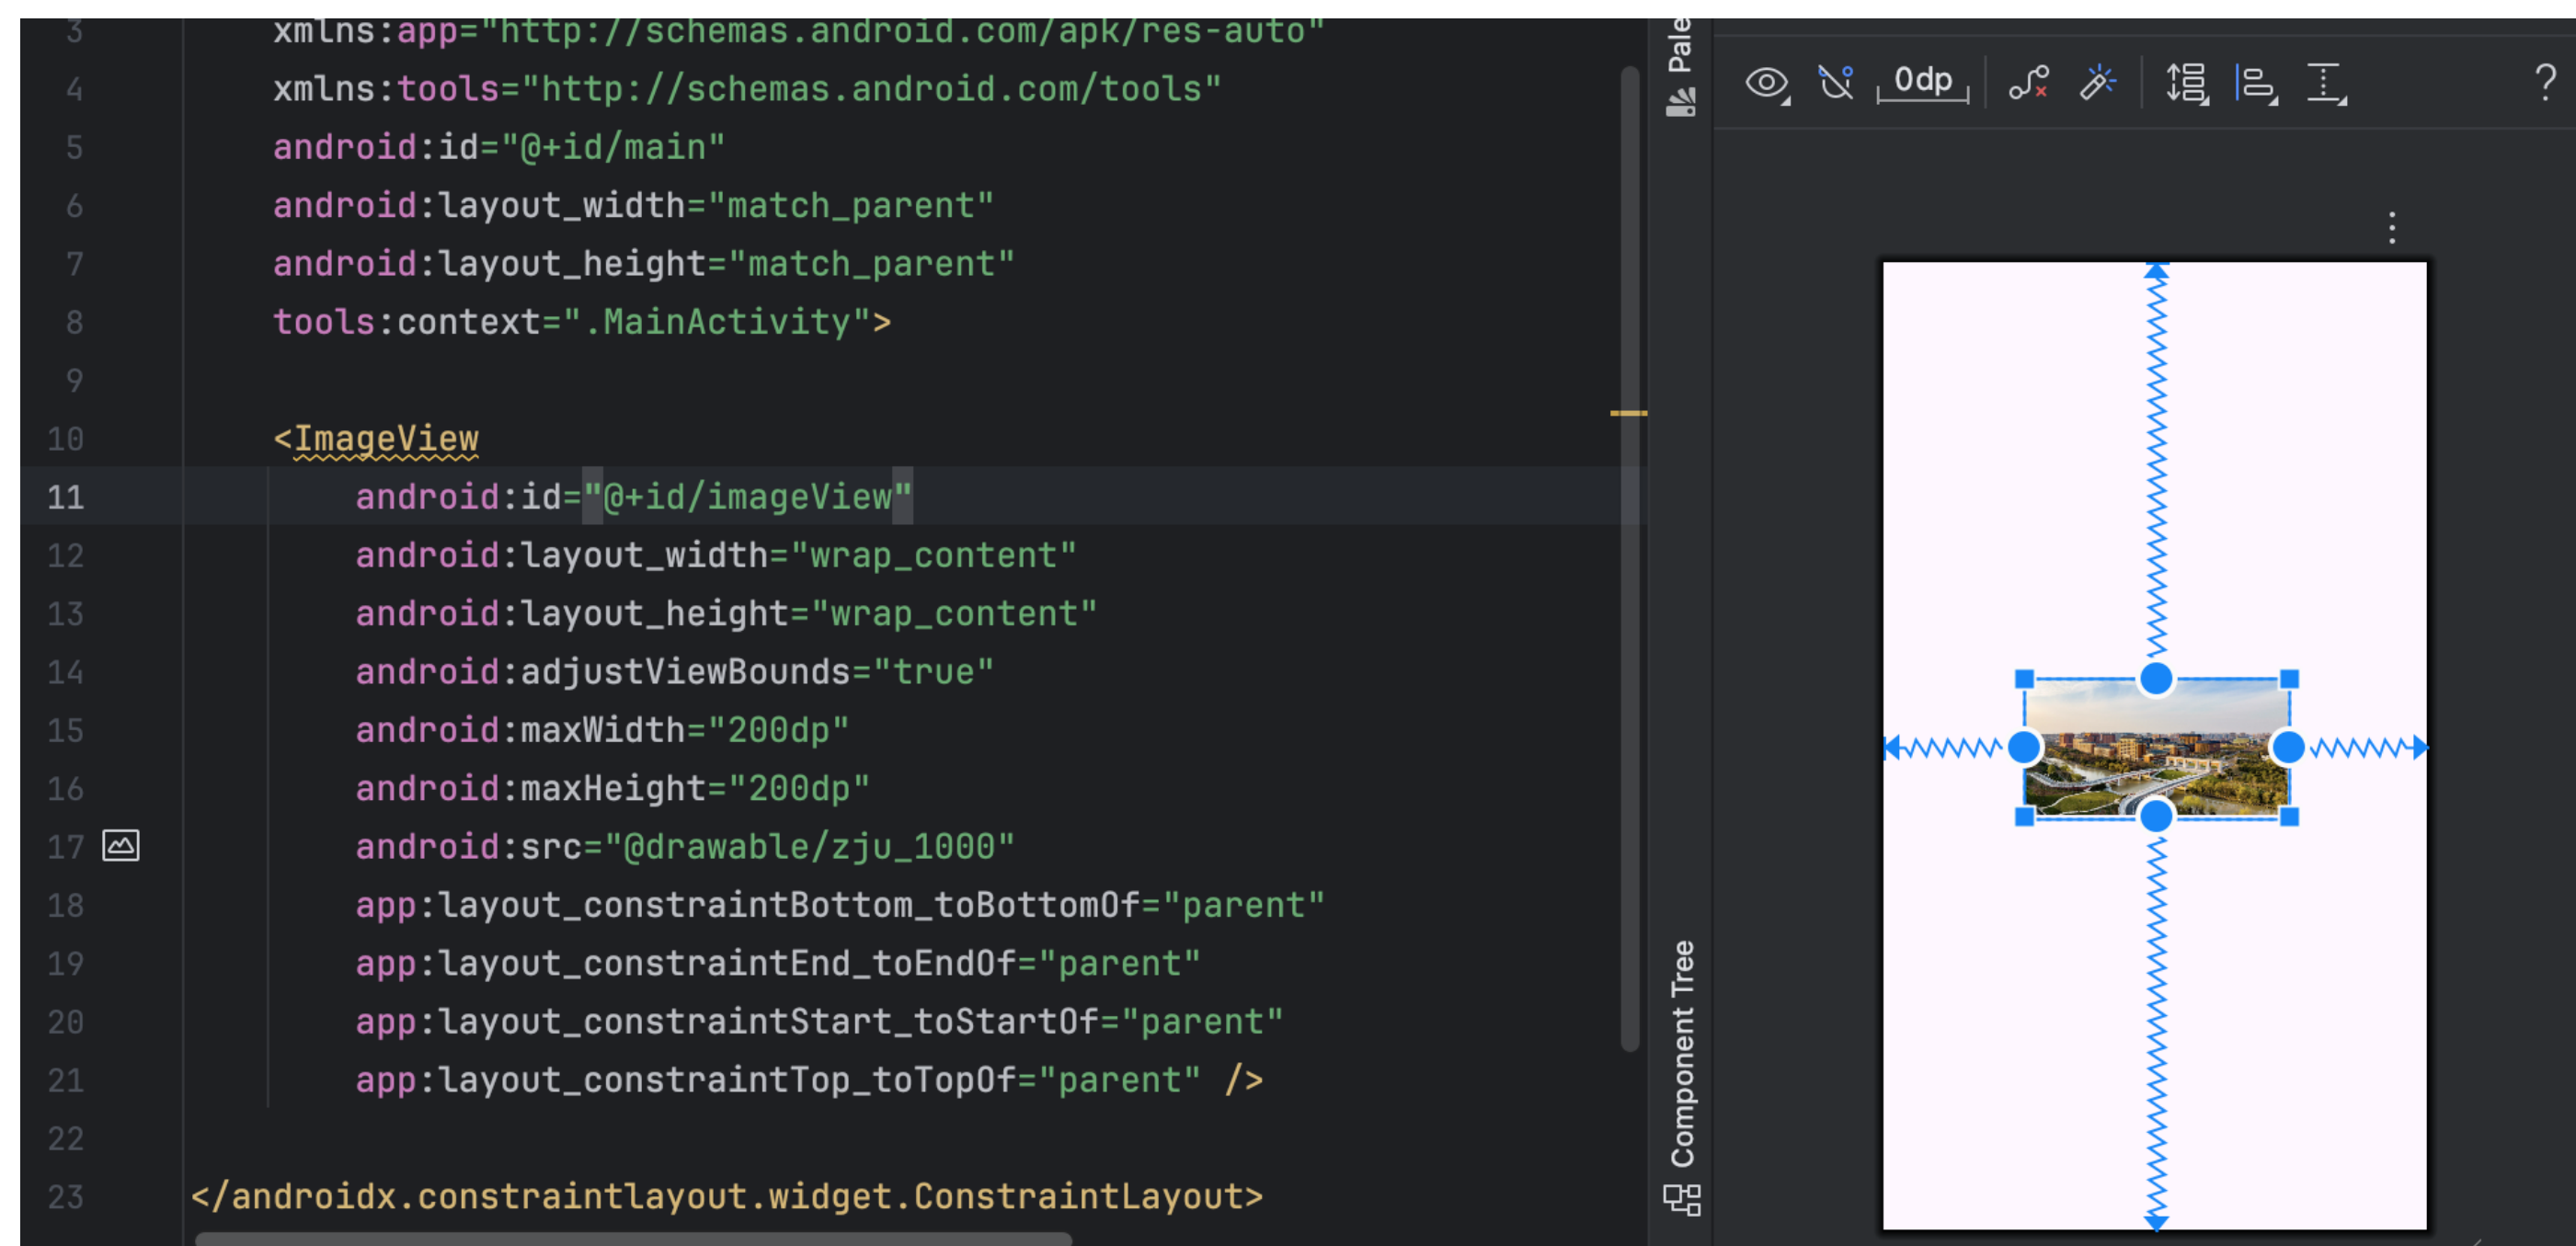 3 xmlns:app="http://schemas.android.com/apk/res-auto"
4 xmlns:tools="http://schemas.android.com/tools"
5 android:id="@+id/main"
6 android:layout_width="match_parent"
7 android:layout_height="match_parent"
8 tools:context=".MainActivity">
9
10 <ImageView
11 android:id="@+id/imageView"
12 android:layout_width="wrap_content"
13 android:layout_height="wrap_content"
14 android:adjustViewBounds="true"
15 android:maxWidth="200dp"
16 android:maxHeight="200dp"
17 android:src="@drawable/zju_1000"
18 app:layout_constraintBottom_toBottomOf="parent"
19 app:layout_constraintEnd_toEndOf="parent"
20 app:layout_constraintStart_toStartOf="parent"
21 app:layout_constraintTop_toTopOf="parent" />
22
23 </androidx.constraintlayout.widget.ConstraintLayout>
Pale
Component Tree
0dp
?